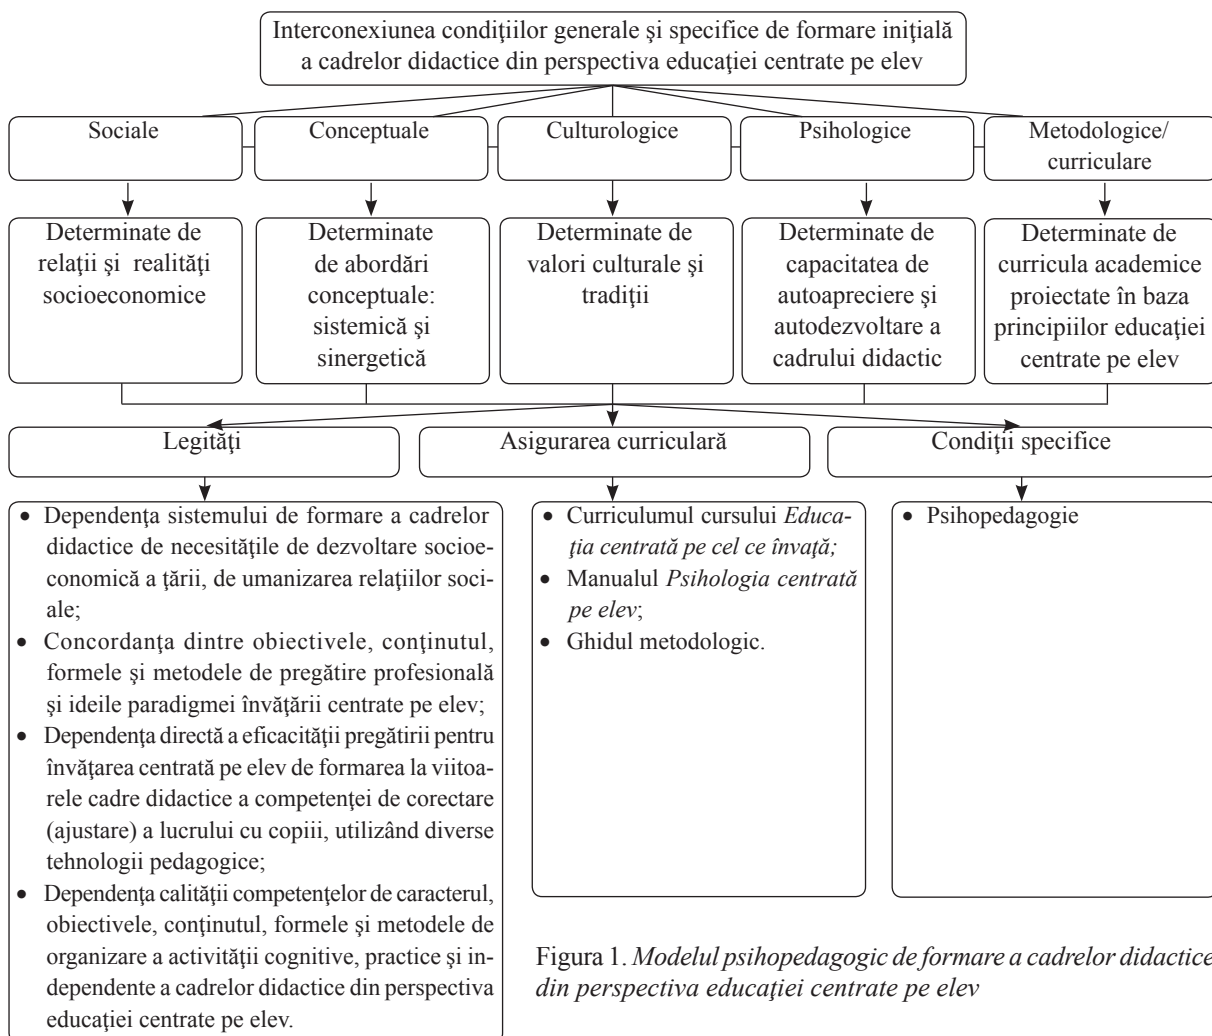 Interconexiunea condiţiilor generale şi specifice de formare iniţială
a cadrelor didactice din perspectiva educaţiei centrate pe elev
Sociale
Conceptuale
Culturologice
Psihologice
Metodologice/
curriculare
Determinate de
relaţii şi realităţi
socioeconomice
Determinate
de abordări
conceptuale:
sistemică şi
sinergetică
Determinate de
valori culturale şi
tradiţii
Determinate de
capacitatea de
autoapreciere şi
autodezvoltare a
cadrului didactic
Determinate de
curricula academice
proiectate în baza
principiilor educaţiei
centrate pe elev
Legităţi
Asigurarea curriculară
Condiţii specifice
• Dependenţa sistemului de formare a cadrelor
didactice de necesităţile de dezvoltare socioe-
conomică a ţării, de umanizarea relaţiilor soci-
ale;
• Concordanţa dintre obiectivele, conţinutul,
formele şi metodele de pregătire profesională
şi ideile paradigmei învăţării centrate pe elev;
• Dependenţa directă a eficacităţii pregătirii pentru
învăţarea centrată pe elev de formarea la viitoa-
rele cadre didactice a competenţei de corectare
(ajustare) a lucrului cu copiii, utilizând diverse
tehnologii pedagogice;
• Dependenţa calităţii competenţelor de caracterul,
obiectivele, conţinutul, formele şi metodele de
organizare a activităţii cognitive, practice şi in-
dependente a cadrelor didactice din perspectiva
educaţiei centrate pe elev.
• Curriculumul cursului Educa-
ţia centrată pe cel ce învaţă;
• Manualul Psihologia centrată
pe elev;
• Ghidul metodologic.
• Psihopedagogie
Figura 1. Modelul psihopedagogic de formare a cadrelor didactice
din perspectiva educaţiei centrate pe elev